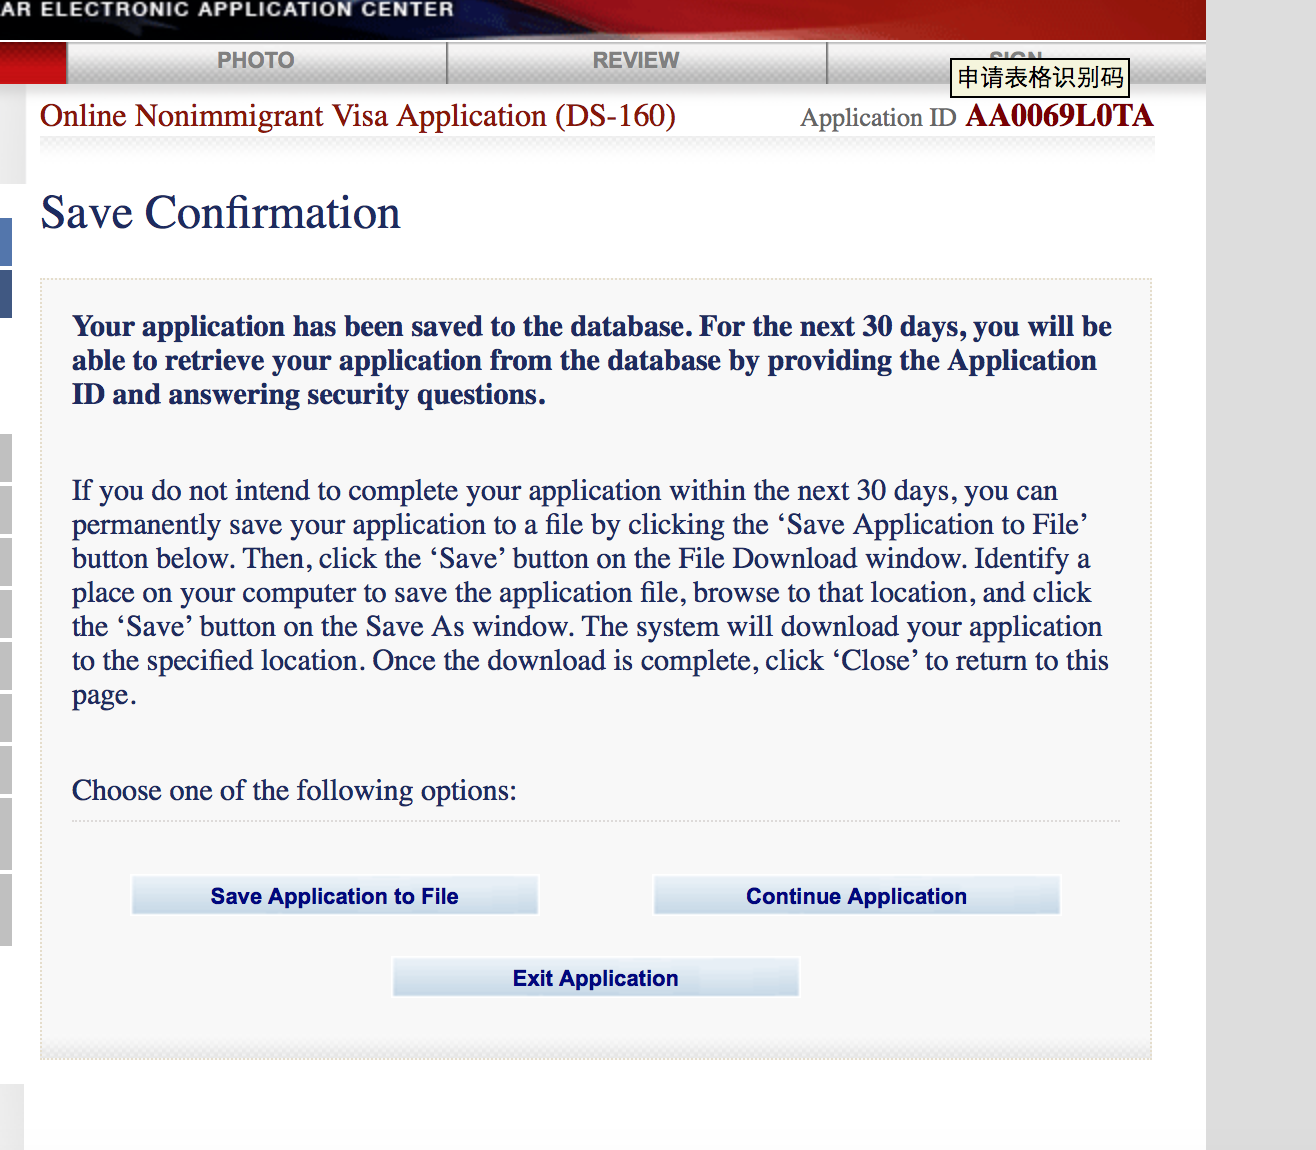 AR ELECTRONIC APPLICATION CENTER
PHOTO
REVIEW
申请表格识别码
Online Nonimmigrant Visa Application (DS-160)
Application ID AA0069L0TA
Save Confirmation
Your application has been saved to the database. For the next 30 days, you will be
able to retrieve your application from the database by providing the Application
ID and answering security questions.
If you do not intend to complete your application within the next 30 days, you can
permanently save your application to a file by clicking the ‘Save Application to File’
button below. Then, click the ‘Save’ button on the File Download window. Identify a
place on your computer to save the application file, browse to that location, and click
the ‘Save’ button on the Save As window. The system will download your application
to the specified location. Once the download is complete, click ‘Close’ to return to this
page.
Choose one of the following options:
Save Application to File
Continue Application
Exit Application